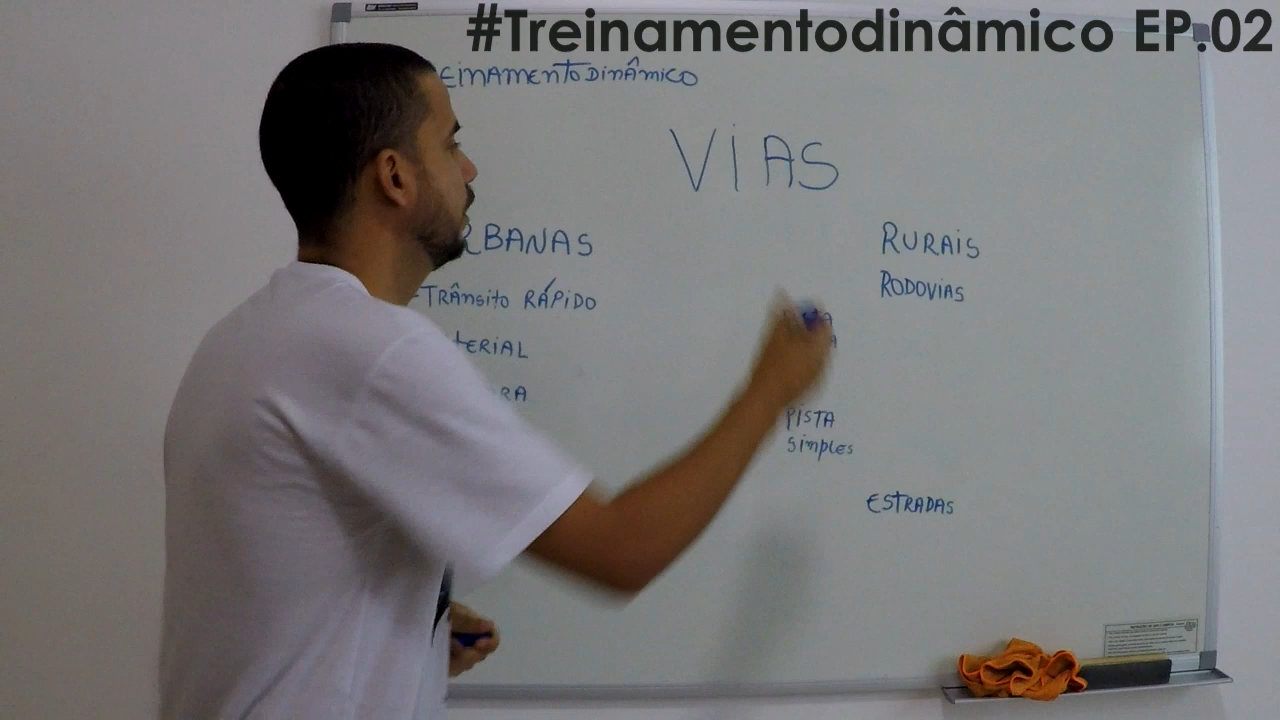 #Treinamentodinâmico EP.02
EINAMENTODINÂMICO
VIAS
RBANAS
RURAIS
-TRÂNSITO RÁPIDO
RODOVIAS
TERIAL
RA
PISTA
SIMPLES
ESTRADAS